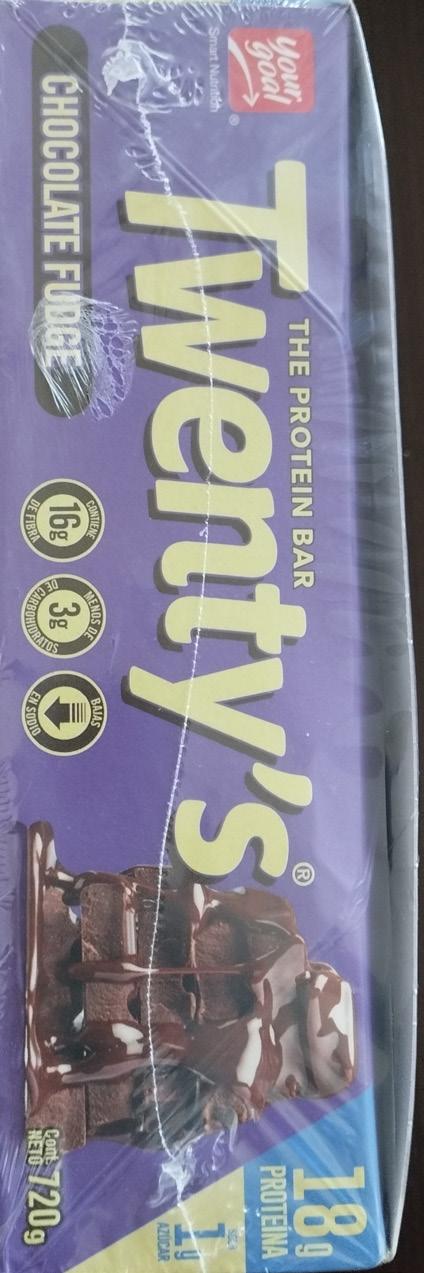 your
goal
Smart Nutrition®
THE PROTEIN BAR
Twenty's®
CHOCOLATE FUDGE
CONTIENE
16g
DE FIBRA
MENOS DE
3g
DE CARBOHIDRATOS
BAJAS
EN SODIO
18g
PROTEÍNA
1g
AZÚCAR
Cont.
NETO 720g